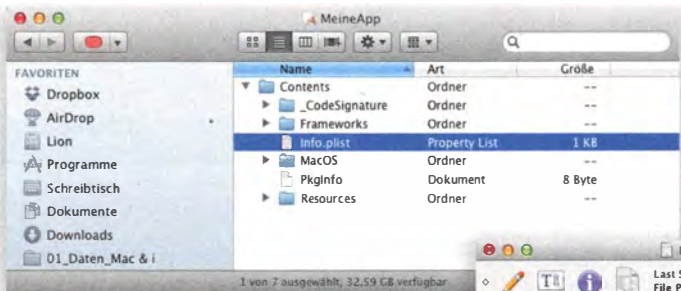 MeineApp
FAVORITEN
Dropbox
AirDrop
Lion
Programme
Schreibtisch
Dokumente
Downloads
01_Daten_Mac & i
Name Art Größe
Contents Ordner --
_CodeSignature Ordner --
Frameworks Ordner --
Info.plist Property List 1 KB
MacOS Ordner --
PkgInfo Dokument 8 Byte
Resources Ordner --
1 von 7 ausgewählt, 32,59 GB verfügbar
Last
File